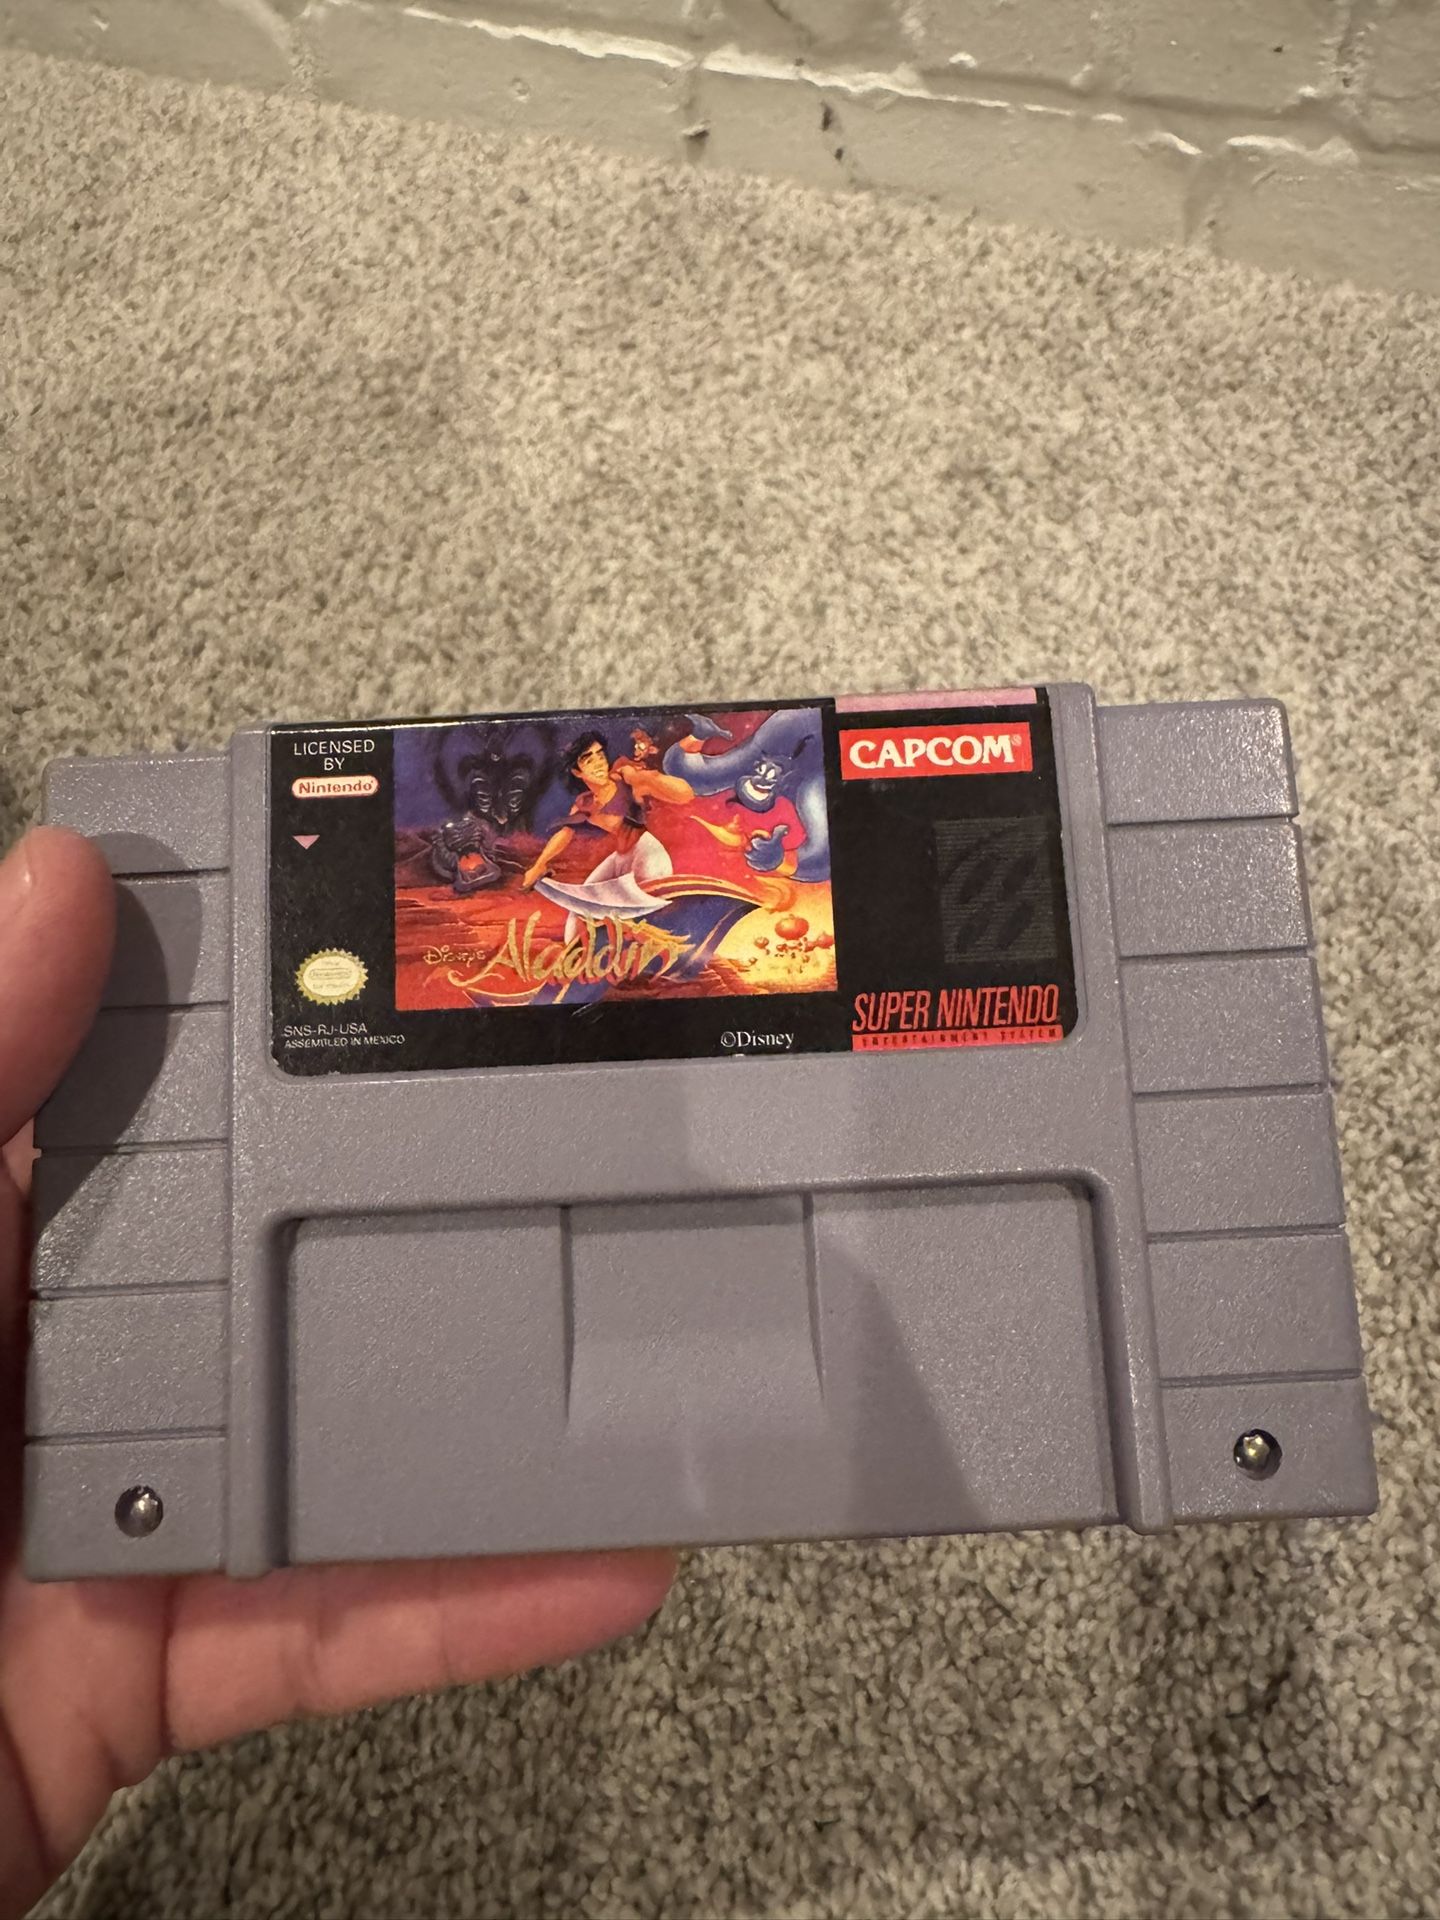 LICENSED
BY
Nintendo®
CAPCOM®
Disney's Aladdin
SNS-RJ-USA
ASSEMBLED IN MEXICO
©Disney
SUPER NINTENDO
ENTERTAINMENT SYSTEM